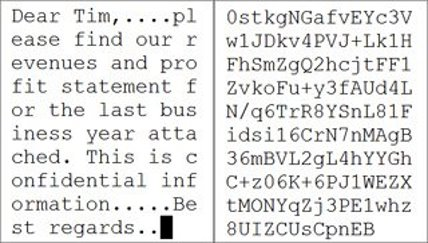 Dear Tim,....pl
ease find our r
evenues and pro
fit statement f
or the last bus
iness year atta
ched. This is c
onfidential inf
ormation.....Be
st regards..
0stkgNGafvEYc3V
w1JDkv4PVJ+Lk1H
FhSmZgQ2hcjtFF1
ZvkoFu+y3fAUd4L
N/q6TrR8YSnL81F
idsi16CrN7nMAgB
36mBVL2gL4hYYGh
C+z06K+6PJ1WEZX
tMONYqZj3PE1whz
8UIZCUsCpnEB